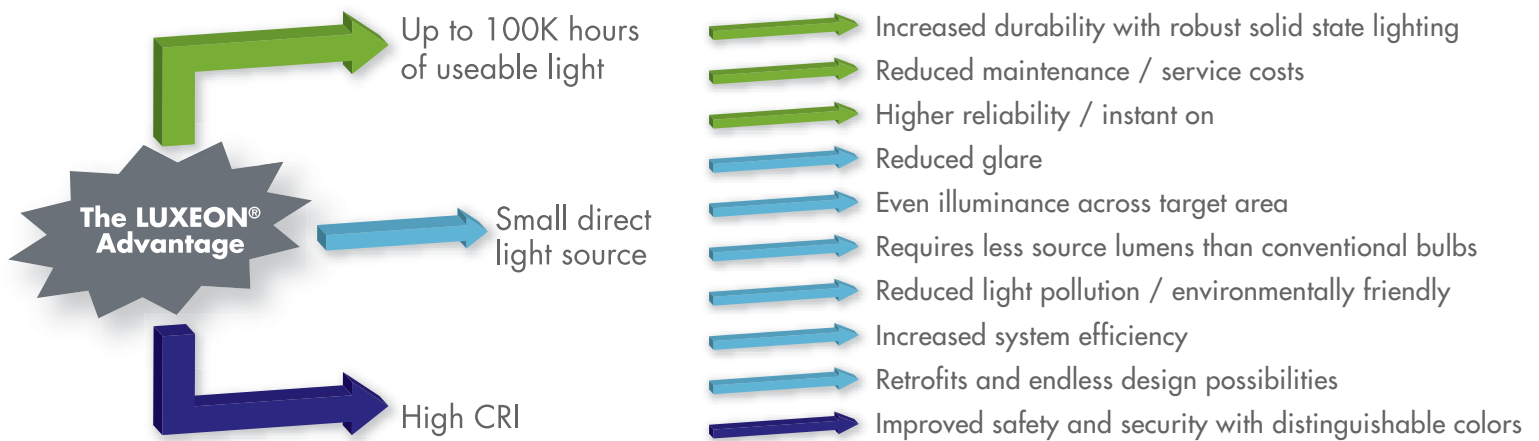 Up to 100K hours
of useable light
The LUXEON®
Advantage
Small direct
light source
High CRI
Increased durability with robust solid state lighting
Reduced maintenance / service costs
Higher reliability / instant on
Reduced glare
Even illuminance across target area
Requires less source lumens than conventional bulbs
Reduced light pollution / environmentally friendly
Increased system efficiency
Retrofits and endless design possibilities
Improved safety and security with distinguishable colors